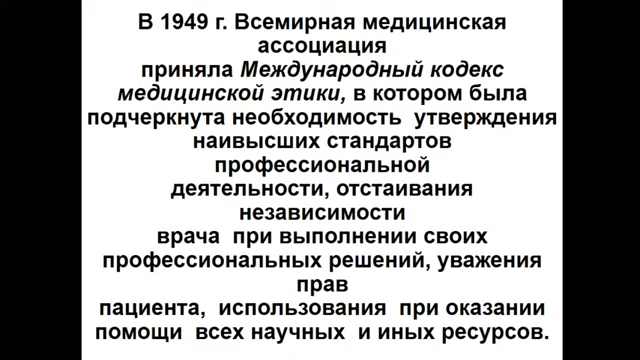 В 1949 г. Всемирная медицинская
ассоциация
приняла Международный кодекс
медицинской этики, в котором была
подчеркнута необходимость утверждения
наивысших стандартов
профессиональной
деятельности, отстаивания
независимости
врача при выполнении своих
профессиональных решений, уважения
прав
пациента, использования при оказании
помощи всех научных и иных ресурсов.